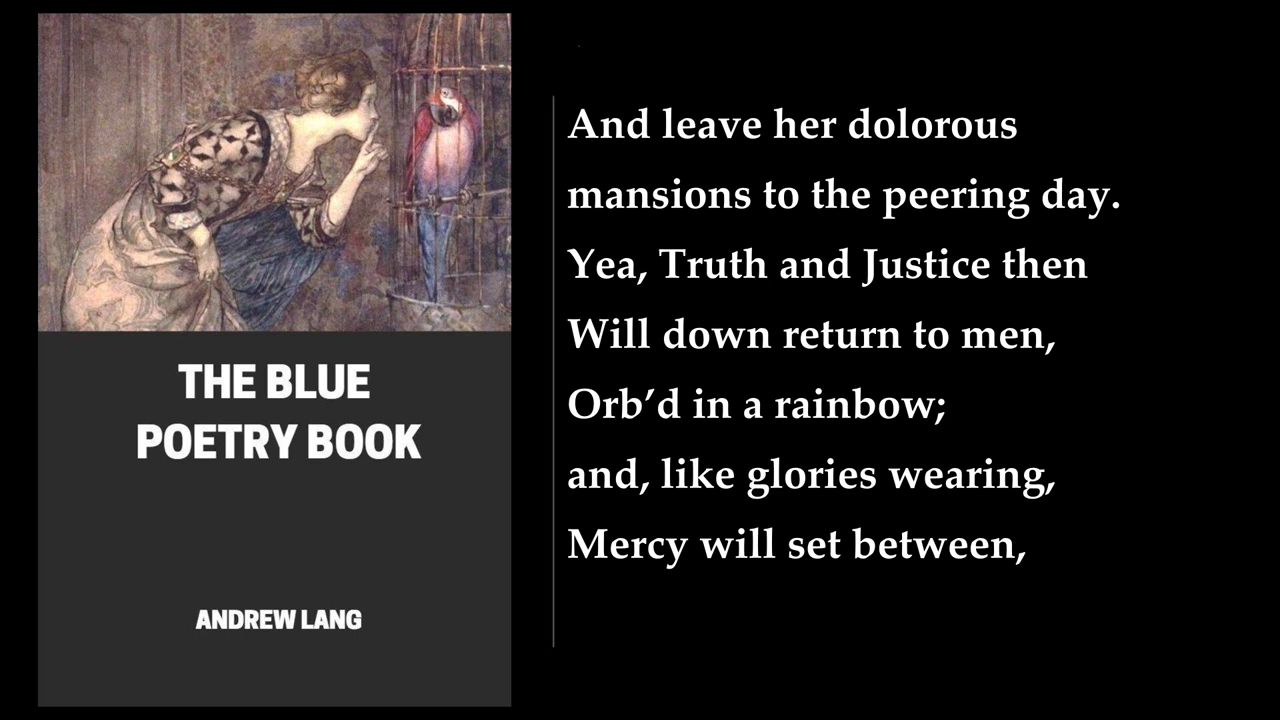 THE BLUE
POETRY BOOK
ANDREW LANG
And leave her dolorous
mansions to the peering day.
Yea, Truth and Justice then
Will down return to men,
Orb’d in a rainbow;
and, like glories wearing,
Mercy will set between,